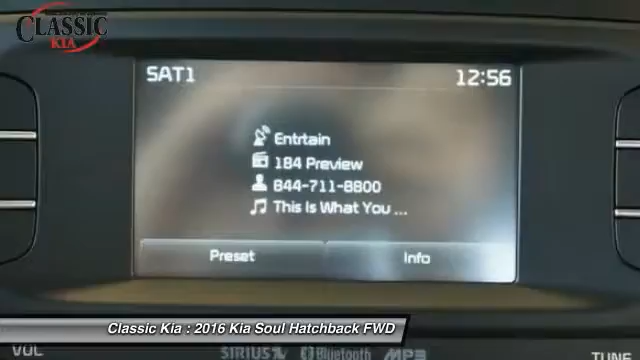 CLASSIC
KIA
SAT1
12:56
Entrtain
184 Preview
844-711-8800
This Is What You ...
Preset
Info
Classic Kia : 2016 Kia Soul Hatchback FWD
VOL
SIRIUS
Bluetooth
MP3
TUNE